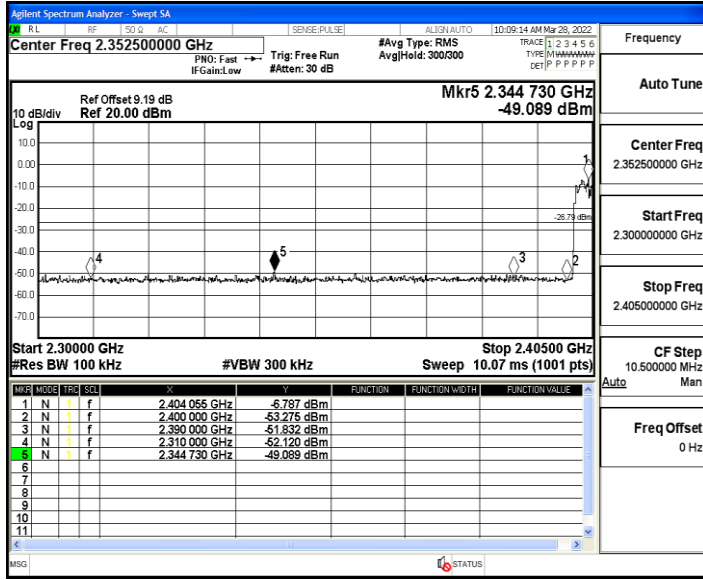 Agilent Spectrum Analyzer - Swept SA
RL RF 50 Ω AC SENSE:PULSE ALIGN AUTO 10:09:14 AM Mar 28, 2022
Center Freq 2.352500000 GHz #Avg Type: RMS TRACE 1 2 3 4 5 6
PNO: Fast Trig: Free Run Avg|Hold: 300/300 TYPE MWWWWW
IFGain:Low #Atten: 30 dB DET P P P P P P
Mkr5 2.344 730 GHz
Ref Offset 9.19 dB
10 dB/div Ref 20.00 dBm -49.089 dBm
Log
10.0
0.00
1
-10.0
-20.0
-26.79 dBm
-30.0
-40.0
4 5 3 2
-50.0
-60.0
-70.0
Start 2.30000 GHz Stop 2.40500 GHz
#Res BW 100 kHz #VBW 300 kHz Sweep 10.07 ms (1001 pts)
MKR MODE TRC SCL X Y FUNCTION FUNCTION WIDTH FUNCTION VALUE
1 N 1 f 2.404 055 GHz -6.787 dBm
2 N 1 f 2.400 000 GHz -53.275 dBm
3 N 1 f 2.390 000 GHz -51.832 dBm
4 N 1 f 2.310 000 GHz -52.120 dBm
5 N 1 f 2.344 730 GHz -49.089 dBm
6
7
8
9
10
11
MSG STATUS
Frequency
Auto Tune
Center Freq
2.352500000 GHz
Start Freq
2.300000000 GHz
Stop Freq
2.405000000 GHz
CF Step
10.500000 MHz
Auto Man
Freq Offset
0 Hz